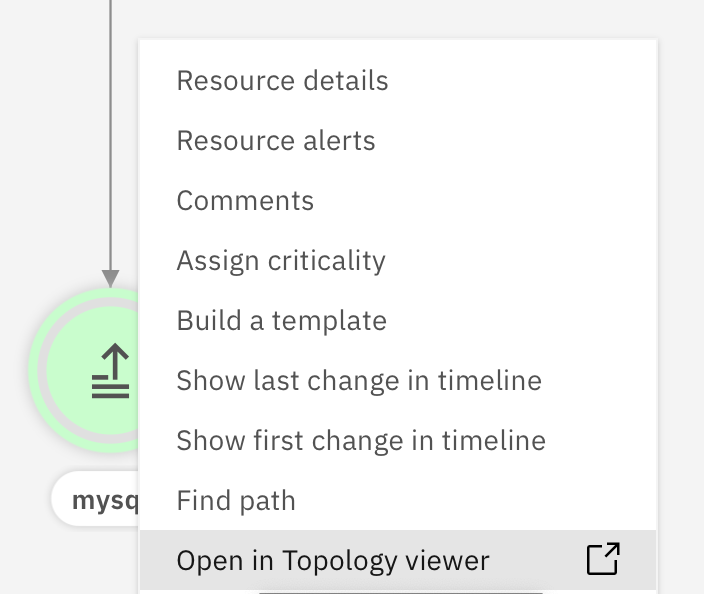 Resource details
Resource alerts
Comments
Assign criticality
Build a template
Show last change in timeline
Show first change in timeline
mysq
Find path
Open in Topology viewer